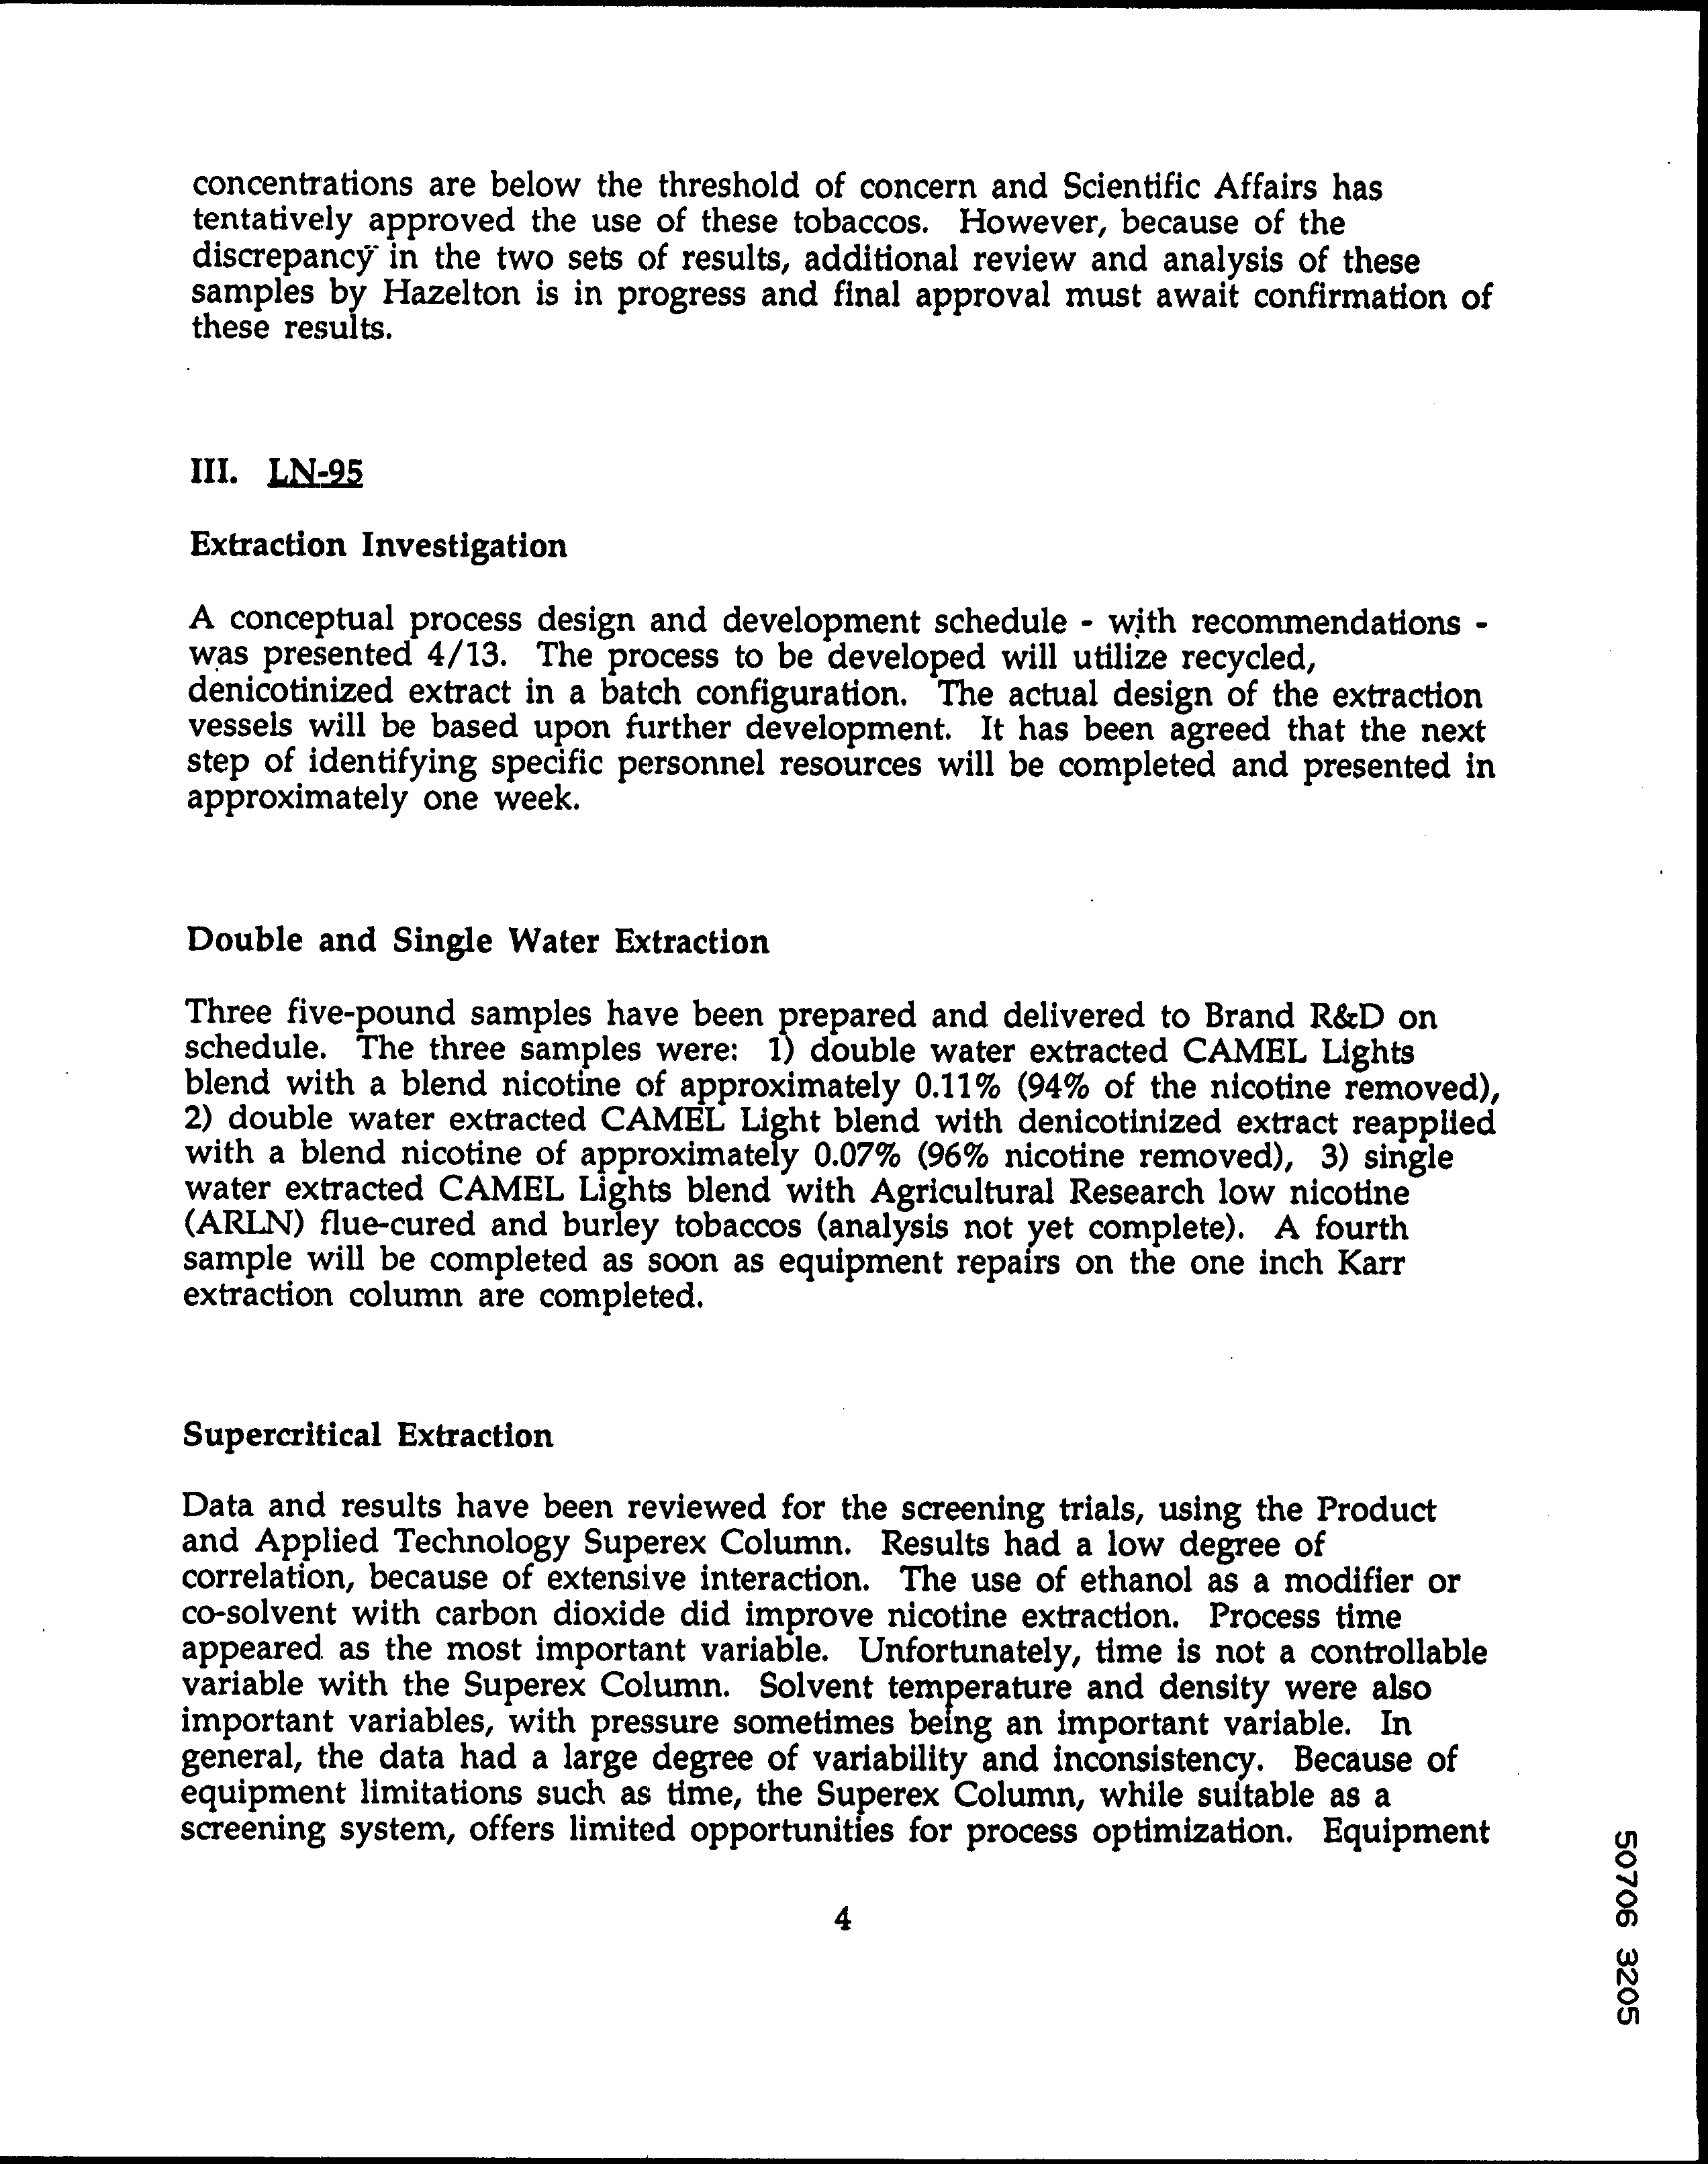 concentrations are below the threshold of concern and Scientific Affairs has
tentatively approved the use of these tobaccos. However, because of the
discrepancy in the two sets of results, additional review and analysis of these
samples by Hazelton is in progress and final approval must await confirmation of
these results.
III. LN-95
Extraction Investigation
A conceptual process design and development schedule - with recommendations -
was presented 4/13. The process to be developed will utilize recycled,
denicotinized extract in a batch configuration. The actual design of the extraction
vessels will be based upon further development. It has been agreed that the next
step of identifying specific personnel resources will be completed and presented in
approximately one week.
Double and Single Water Extraction
Three five-pound samples have been prepared and delivered to Brand R&D on
schedule. The three samples were: 1) double water extracted CAMEL Lights
blend with a blend nicotine of approximately 0.11% (94% of the nicotine removed),
2) double water extracted CAMEL Light blend with denicotinized extract reapplied
with a blend nicotine of approximately 0.07% (96% nicotine removed), 3) single
water extracted CAMEL Lights blend with Agricultural Research low nicotine
(ARLN) flue-cured and burley tobaccos (analysis not yet complete). A fourth
sample will be completed as soon as equipment repairs on the one inch Karr
extraction column are completed.
Supercritical Extraction
Data and results have been reviewed for the screening trials, using the Product
and Applied Technology Superex Column. Results had a low degree of
correlation, because of extensive interaction. The use of ethanol as a modifier or
co-solvent with carbon dioxide did improve nicotine extraction. Process time
appeared as the most important variable. Unfortunately, time is not a controllable
variable with the Superex Column. Solvent temperature and density were also
important variables, with pressure sometimes being an important variable. In
general, the data had a large degree of variability and inconsistency. Because of
equipment limitations such as time, the Superex Column, while suitable as a
screening system, offers limited opportunities for process optimization. Equipment
4
50706 3205